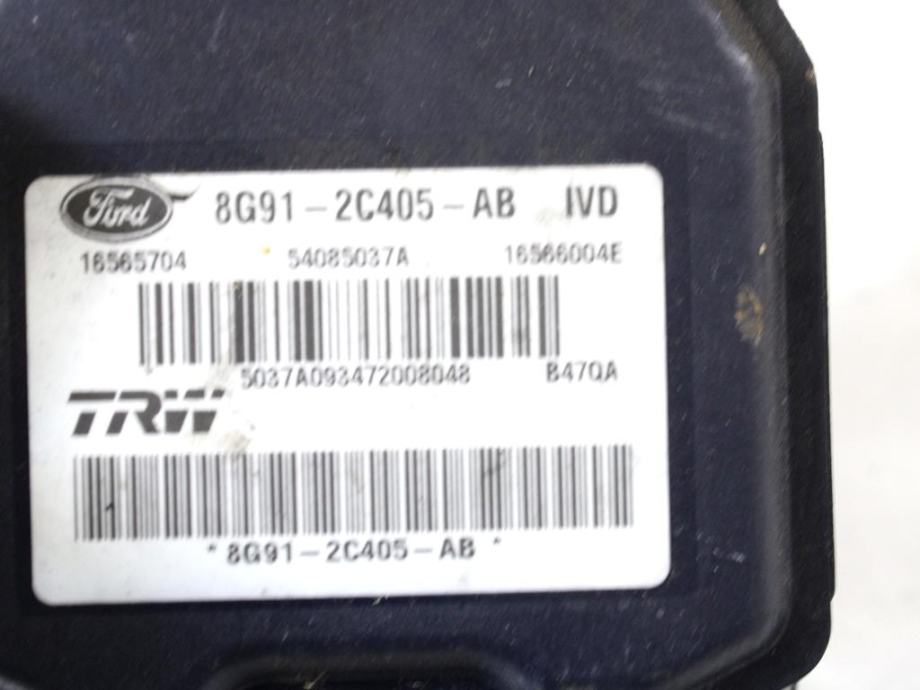 Ford 8G91-2C405-AB IVD
16565704 54085037A 16566004E
5037A093472008048 B47QA
TRW
*8G91-2C405-AB*